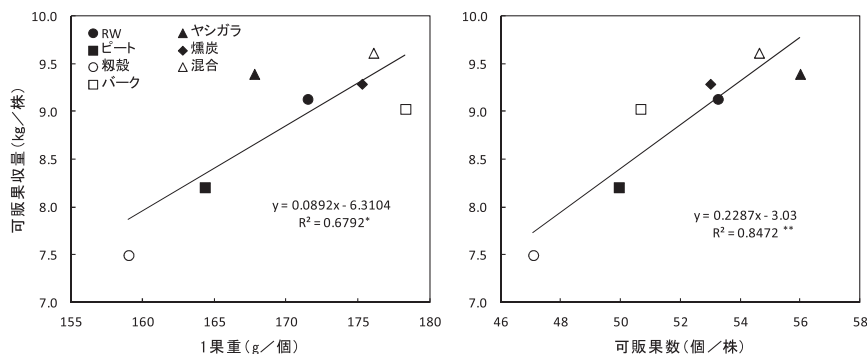 可販果収量(kg/株)
10.0
9.5
9.0
8.5
8.0
7.5
7.0
● RW
▲ ヤシガラ
■ ピート
◆ 燻炭
○ 籾殻
△ 混合
□ バーク
y = 0.0892x - 6.3104
R² = 0.6792*
155 160 165 170 175 180
1果重(g/個)
10.0
9.5
9.0
8.5
8.0
7.5
7.0
y = 0.2287x - 3.03
R² = 0.8472 **
46 48 50 52 54 56 58
可販果数(個/株)